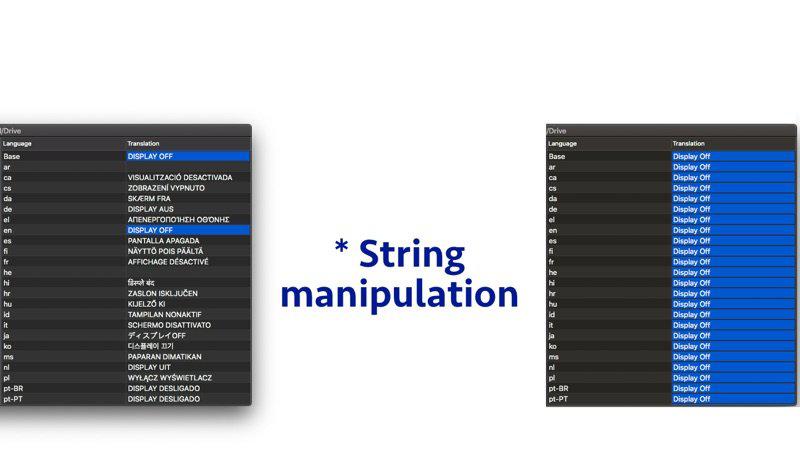 /Drive
Language Translation
Base DISPLAY OFF
ar
ca VISUALITZACIÓ DESACTIVADA
cs ZOBRAZENÍ VYPNUTO
da SKÆRM FRA
de DISPLAY AUS
el ΑΠΕΝΕΡΓΟΠΟΊΗΣΗ ΟΘΌΝΗΣ
en DISPLAY OFF
es PANTALLA APAGADA
fi NÄYTTÖ POIS PÄÄLTÄ
fr AFFICHAGE DÉSACTIVÉ
he
hi डिस्प्ले बंद
hr ZASLON ISKLJUČEN
hu KIJELZŐ KI
id TAMPILAN NONAKTIF
it SCHERMO DISATTIVATO
ja ディスプレイOFF
ko 디스플레이 끄기
ms PAPARAN DIMATIKAN
nl DISPLAY UIT
pl WYŁĄCZ WYŚWIETLACZ
pt-BR DISPLAY DESLIGADO
pt-PT DISPLAY DESLIGADO
* String
manipulation
/Drive
Language Translation
Base Display Off
ar Display Off
ca Display Off
cs Display Off
da Display Off
de Display Off
el Display Off
en Display Off
es Display Off
fi Display Off
fr Display Off
he Display Off
hi Display Off
hr Display Off
hu Display Off
id Display Off
it Display Off
ja Display Off
ko Display Off
ms Display Off
nl Display Off
pl Display Off
pt-BR Display Off
pt-PT Display Off